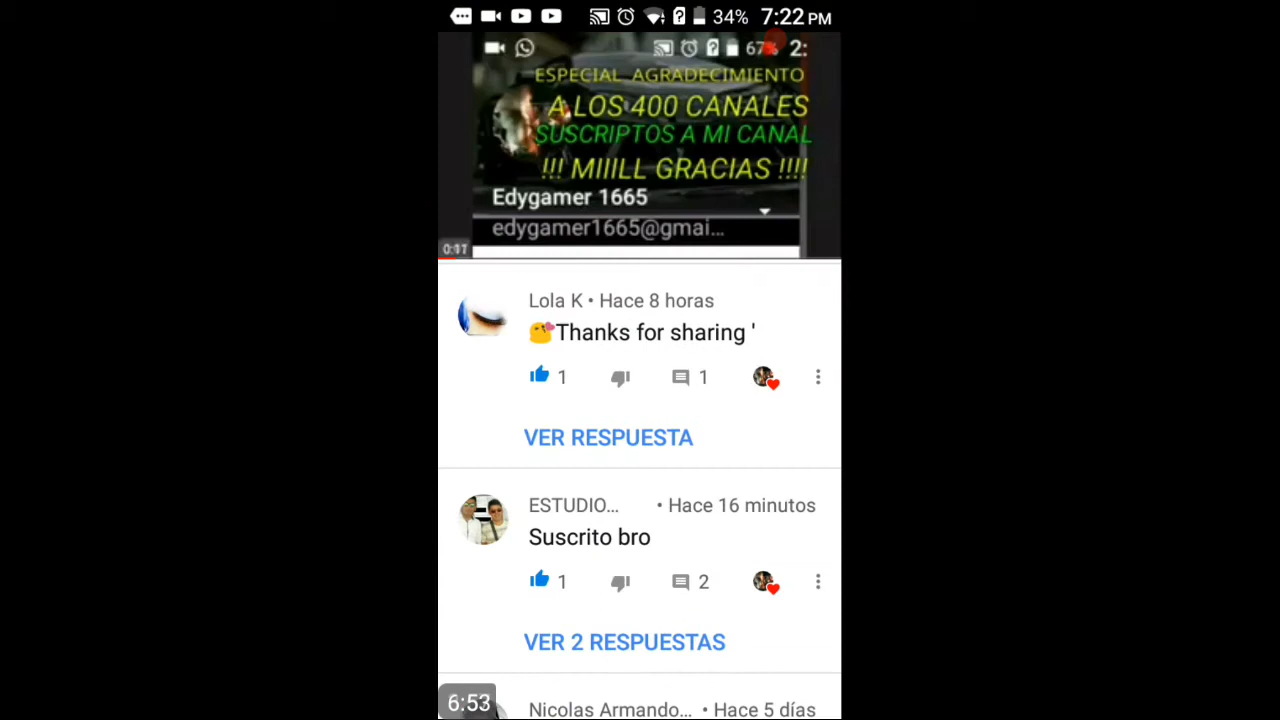 34% 7:22 PM
67% 2:
ESPECIAL AGRADECIMIENTO
A LOS 400 CANALES
SUSCRIPTOS A MI CANAL
!!! MIIILL GRACIAS !!!!
Edygamer 1665
edygamer1665@gmai...
0:11
Lola K • Hace 8 horas
Thanks for sharing '
1 1
VER RESPUESTA
ESTUDIO... • Hace 16 minutos
Suscrito bro
1 2
VER 2 RESPUESTAS
6:53
Nicolas Armando... • Hace 5 días